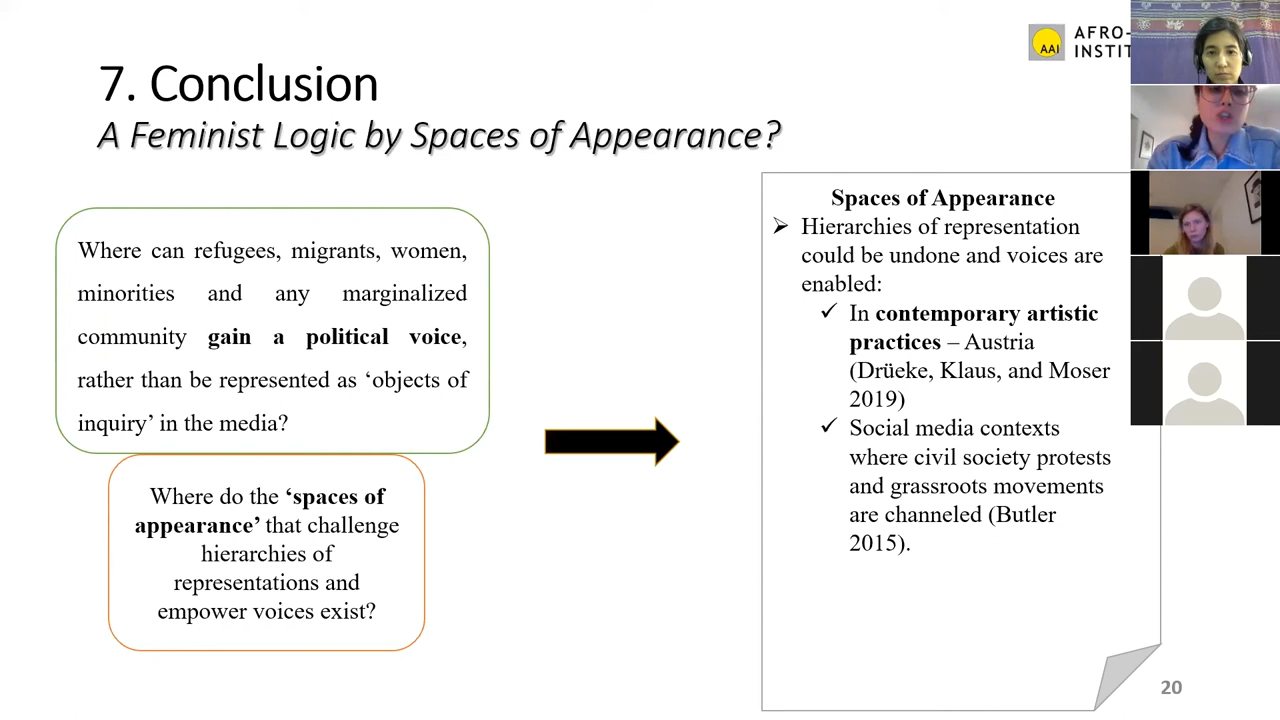 AAI
AFRO-
INSTIT
7. Conclusion
A Feminist Logic by Spaces of Appearance?
Where can refugees, migrants, women,
minorities and any marginalized
community gain a political voice,
rather than be represented as ‘objects of
inquiry’ in the media?
Where do the ‘spaces of
appearance’ that challenge
hierarchies of
representations and
empower voices exist?
Spaces of Appearance
➢ Hierarchies of representation
could be undone and voices are
enabled:
✓ In contemporary artistic
practices – Austria
(Drüeke, Klaus, and Moser
2019)
✓ Social media contexts
where civil society protests
and grassroots movements
are channeled (Butler
2015).
20